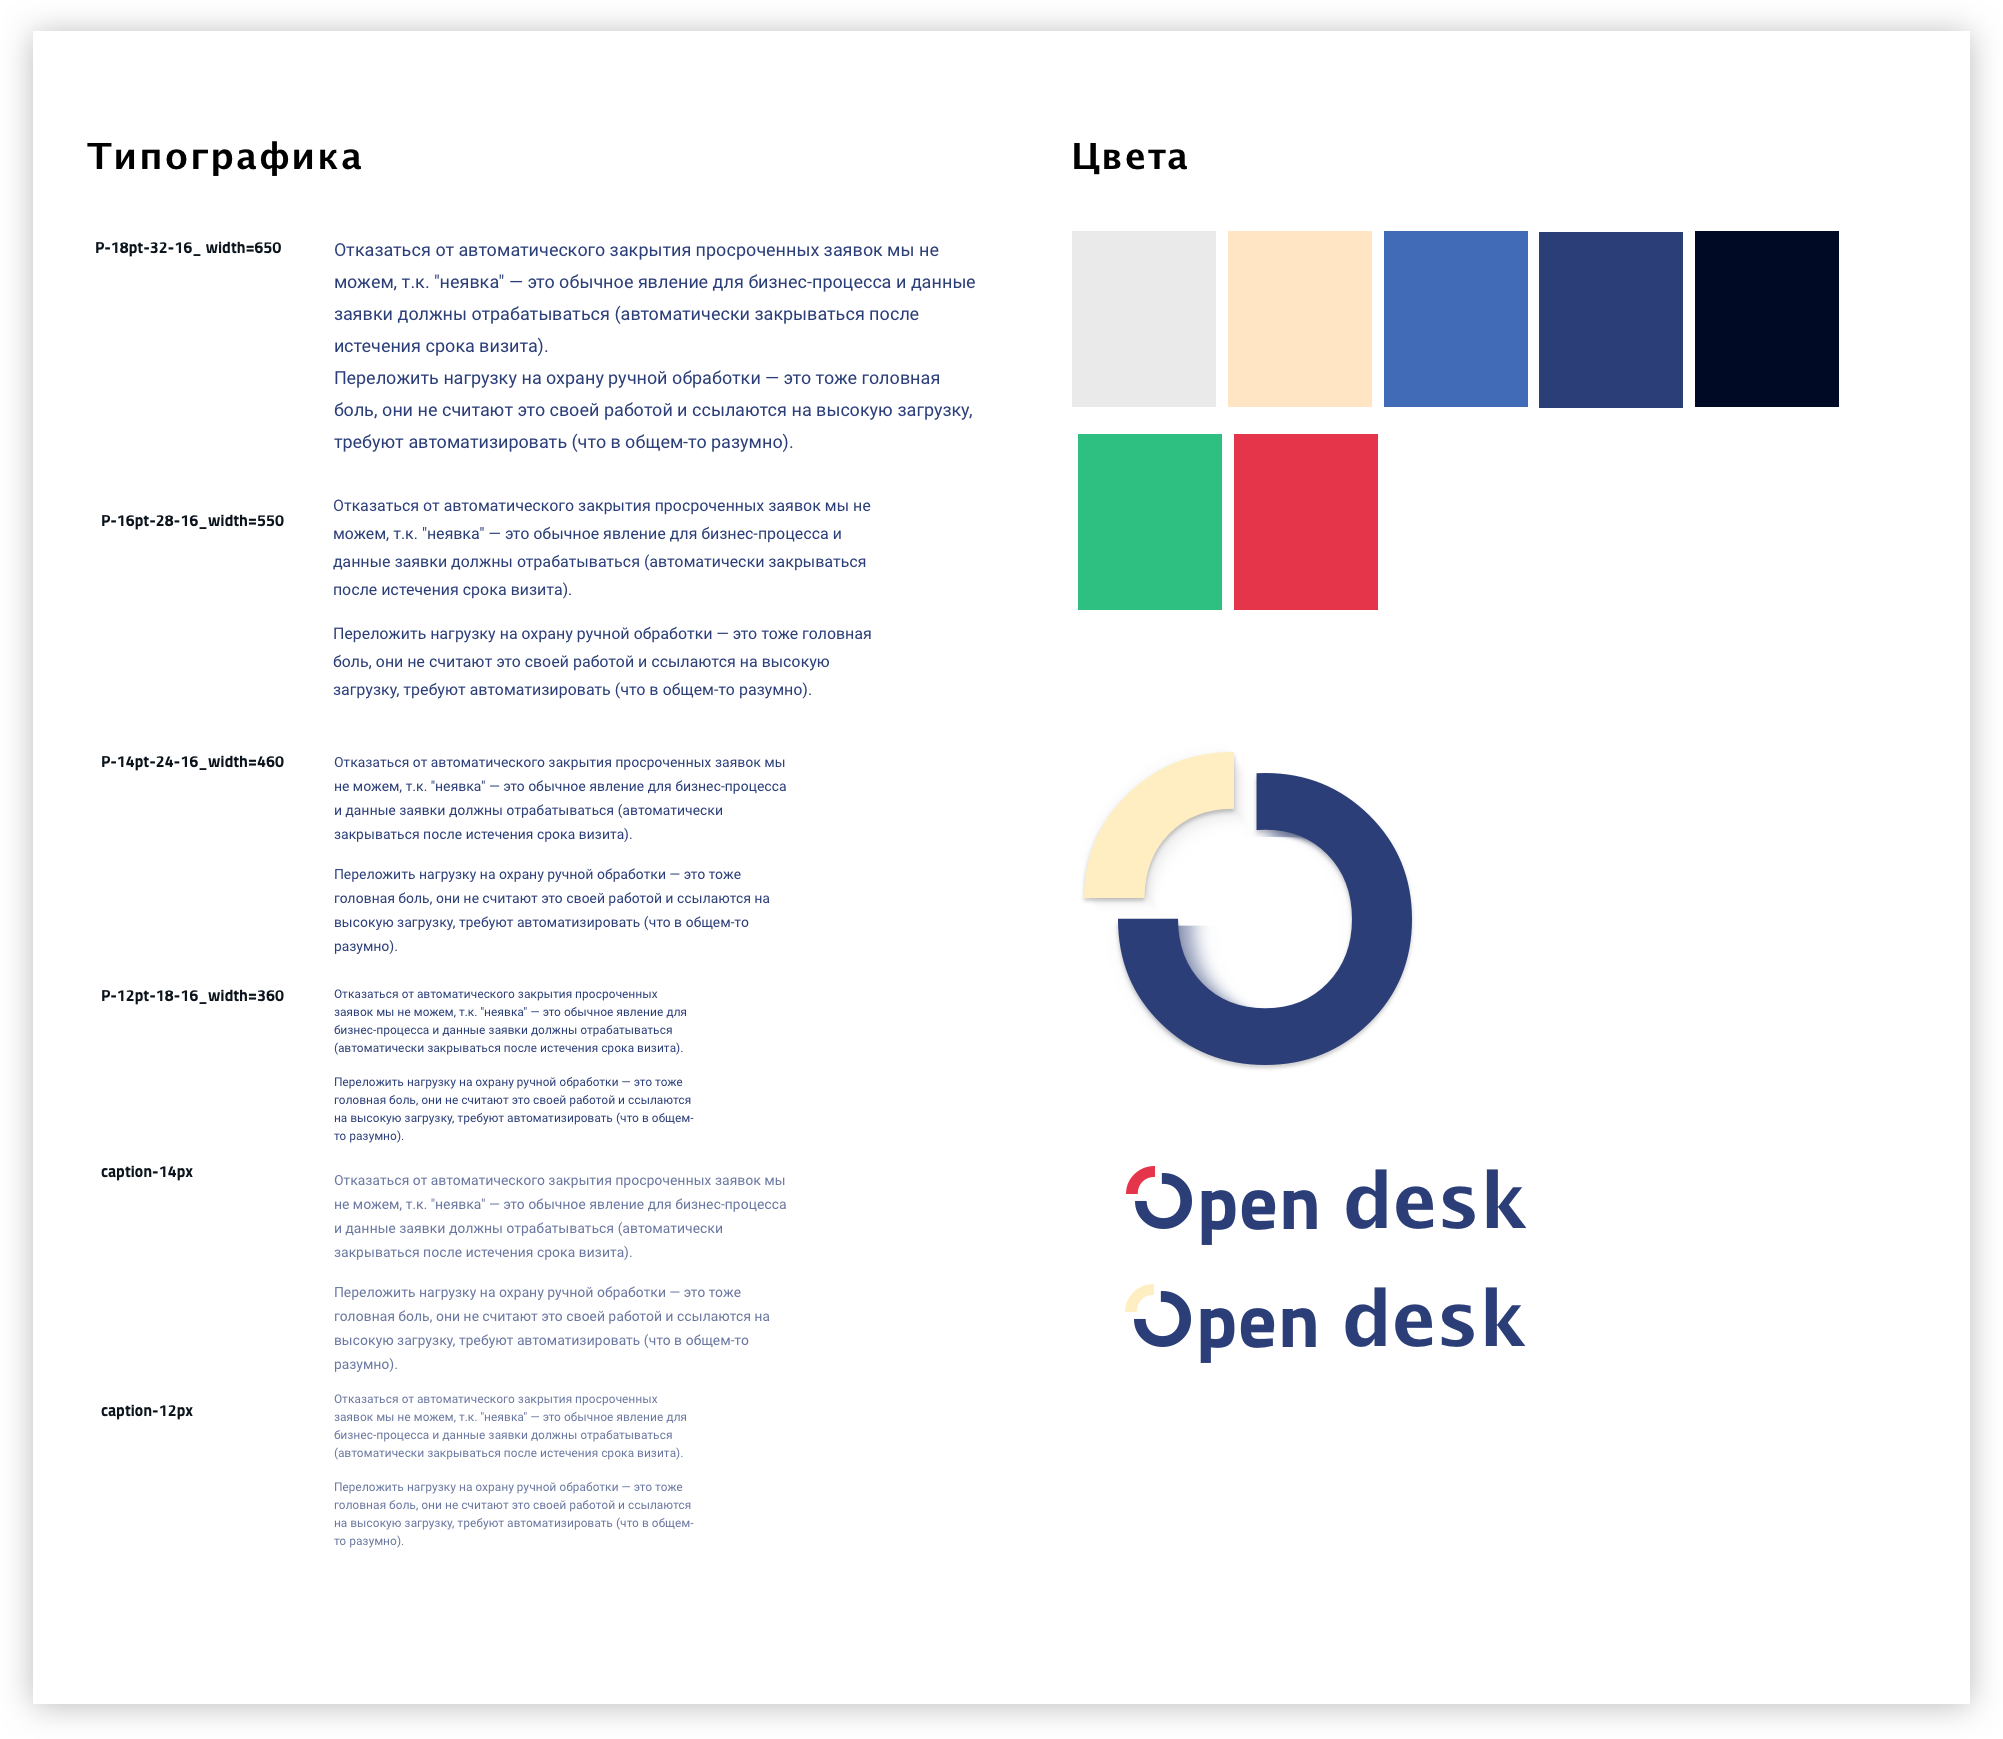 Типографика
P-18pt-32-16_ width=650
Отказаться от автоматического закрытия просроченных заявок мы не
можем, т.к. "неявка" — это обычное явление для бизнес-процесса и данные
заявки должны отрабатываться (автоматически закрываться после
истечения срока визита).
Переложить нагрузку на охрану ручной обработки — это тоже головная
боль, они не считают это своей работой и ссылаются на высокую загрузку,
требуют автоматизировать (что в общем-то разумно).
P-16pt-28-16_width=550
Отказаться от автоматического закрытия просроченных заявок мы не
можем, т.к. "неявка" — это обычное явление для бизнес-процесса и
данные заявки должны отрабатываться (автоматически закрываться
после истечения срока визита).
Переложить нагрузку на охрану ручной обработки — это тоже головная
боль, они не считают это своей работой и ссылаются на высокую
загрузку, требуют автоматизировать (что в общем-то разумно).
P-14pt-24-16_width=460
Отказаться от автоматического закрытия просроченных заявок мы
не можем, т.к. "неявка" — это обычное явление для бизнес-процесса
и данные заявки должны отрабатываться (автоматически
закрываться после истечения срока визита).
Переложить нагрузку на охрану ручной обработки — это тоже
головная боль, они не считают это своей работой и ссылаются на
высокую загрузку, требуют автоматизировать (что в общем-то
разумно).
P-12pt-18-16_width=360
Отказаться от автоматического закрытия просроченных
заявок мы не можем, т.к. "неявка" — это обычное явление для
бизнес-процесса и данные заявки должны отрабатываться
(автоматически закрываться после истечения срока визита).
Переложить нагрузку на охрану ручной обработки — это тоже
головная боль, они не считают это своей работой и ссылаются
на высокую загрузку, требуют автоматизировать (что в общем-
то разумно).
caption-14px
Отказаться от автоматического закрытия просроченных заявок мы
не можем, т.к. "неявка" — это обычное явление для бизнес-процесса
и данные заявки должны отрабатываться (автоматически
закрываться после истечения срока визита).
Переложить нагрузку на охрану ручной обработки — это тоже
головная боль, они не считают это своей работой и ссылаются на
высокую загрузку, требуют автоматизировать (что в общем-то
разумно).
caption-12px
Отказаться от автоматического закрытия просроченных
заявок мы не можем, т.к. "неявка" — это обычное явление для
бизнес-процесса и данные заявки должны отрабатываться
(автоматически закрываться после истечения срока визита).
Переложить нагрузку на охрану ручной обработки — это тоже
головная боль, они не считают это своей работой и ссылаются
на высокую загрузку, требуют автоматизировать (что в общем-
то разумно).
Цвета
Open desk
Open desk